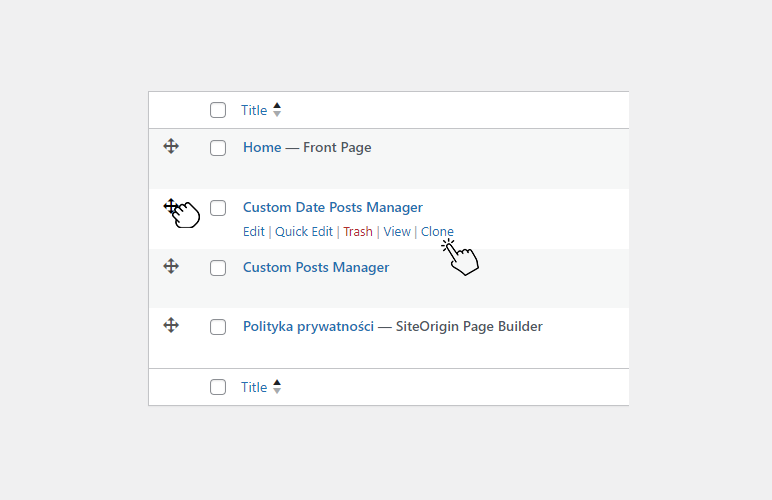 Title
Home — Front Page
Custom Date Posts Manager
Edit | Quick Edit | Trash | View | Clone
Custom Posts Manager
Polityka prywatności — SiteOrigin Page Builder
Title